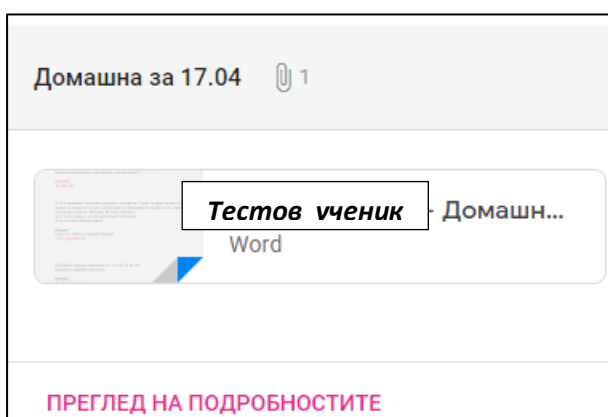 Домашна за 17.04 1
Тестов ученик - Домашн...
Word
ПРЕГЛЕД НА ПОДРОБНОСТИТЕ